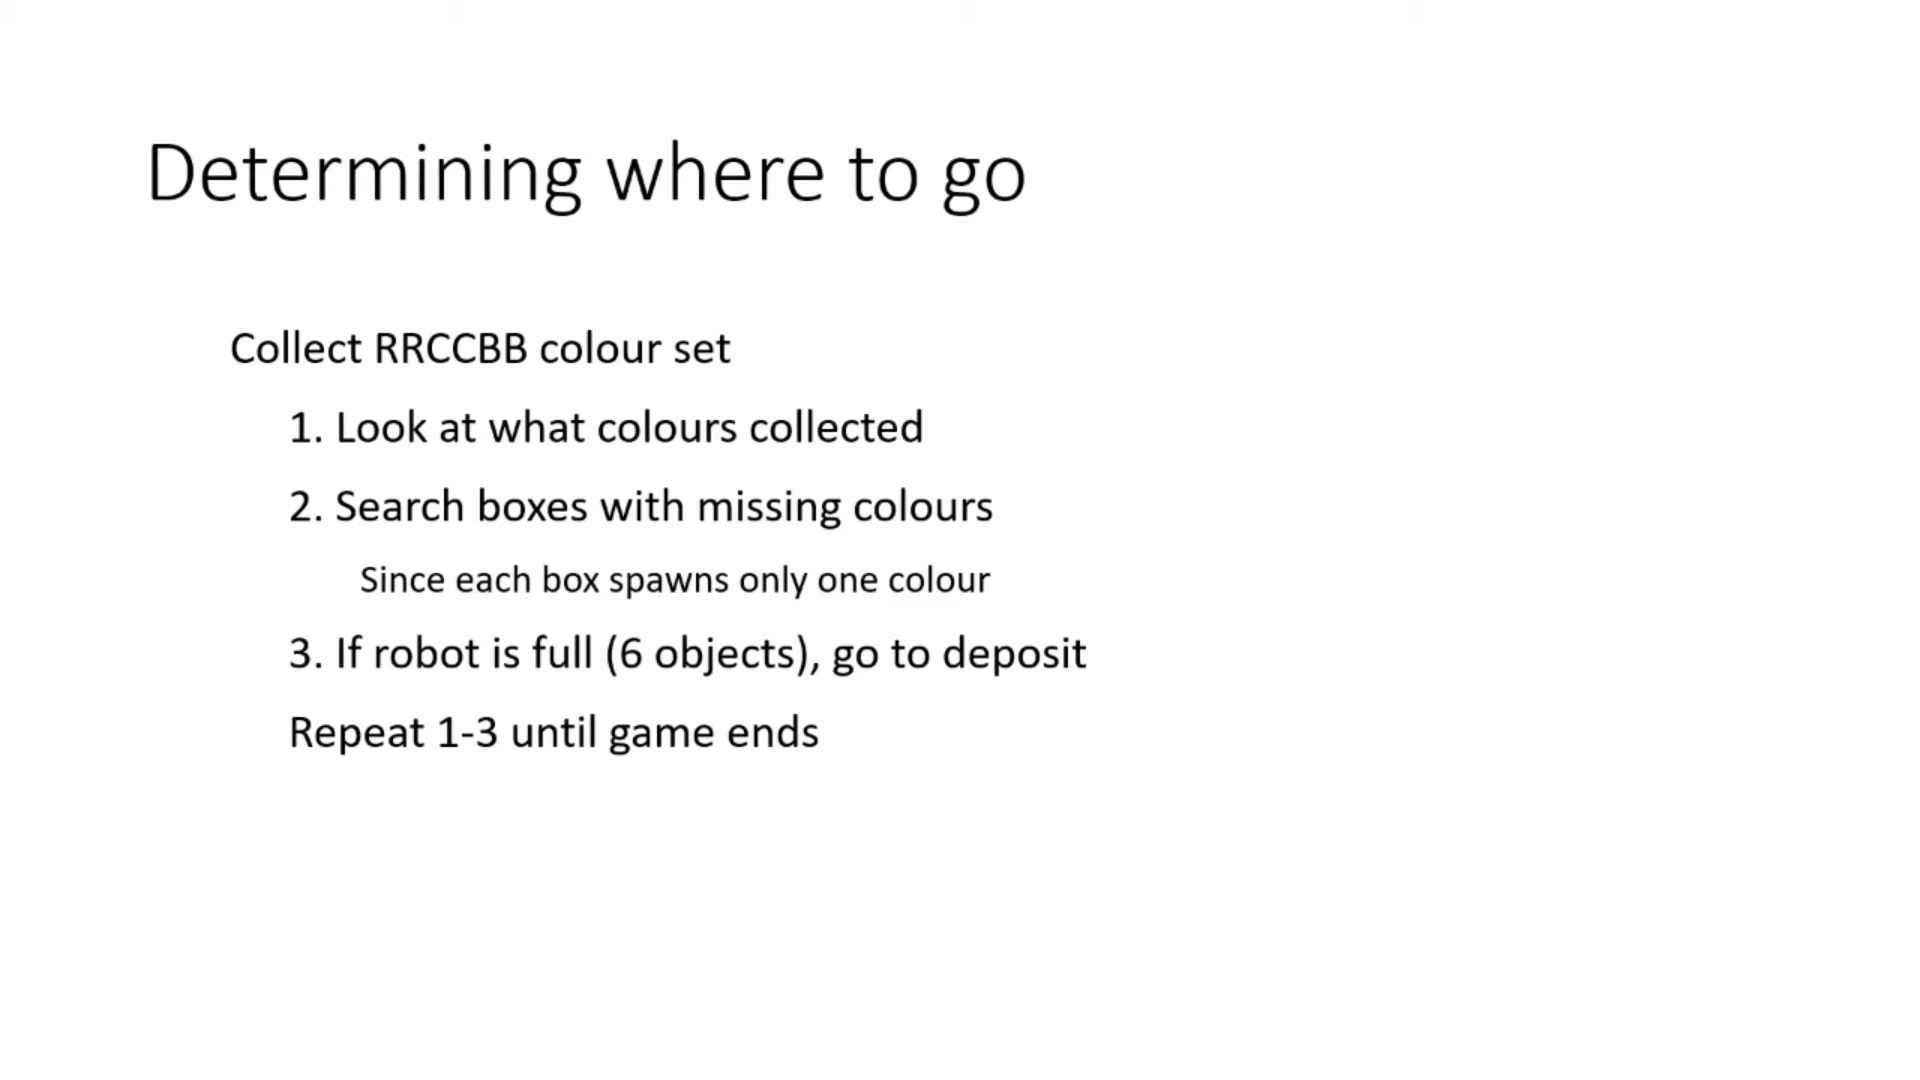 Determining where to go
Collect RRCCBB colour set
1. Look at what colours collected
2. Search boxes with missing colours
Since each box spawns only one colour
3. If robot is full (6 objects), go to deposit
Repeat 1-3 until game ends